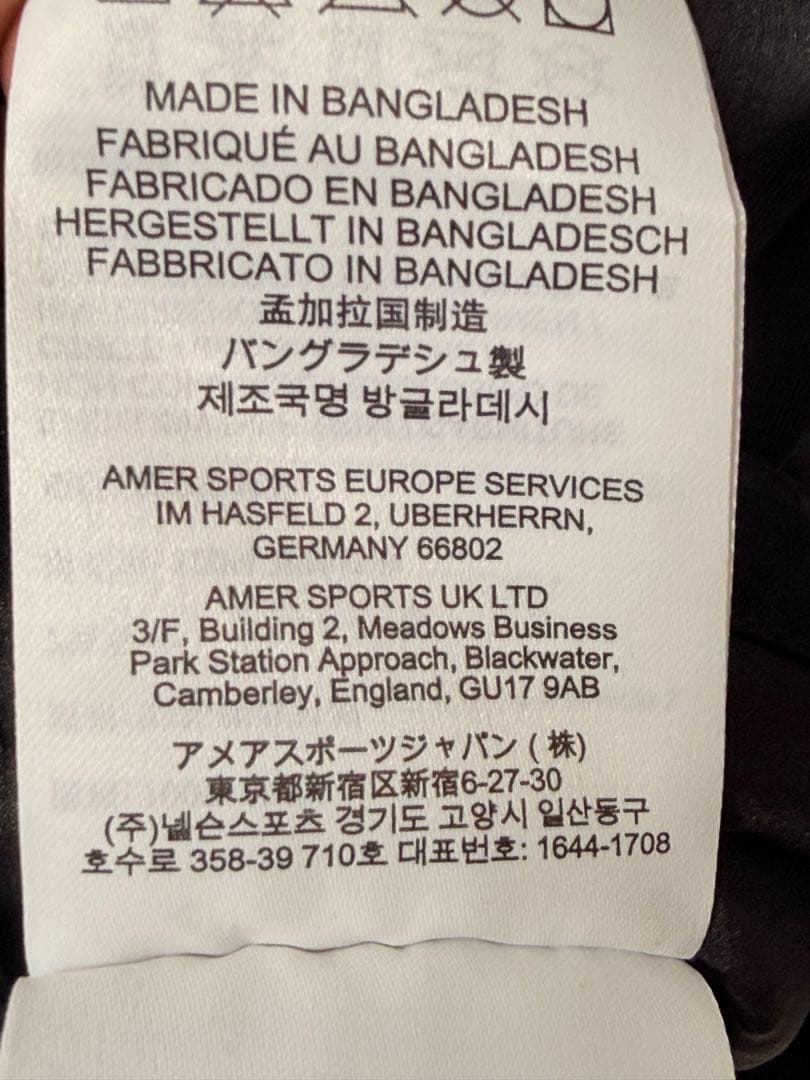 MADE IN BANGLADESH
FABRIQUÉ AU BANGLADESH
FABRICADO EN BANGLADESH
HERGESTELLT IN BANGLADESCH
FABBRICATO IN BANGLADESH
孟加拉国制造
バングラデシュ製
제조국명 방글라데시
AMER SPORTS EUROPE SERVICES
IM HASFELD 2, UBERHERRN,
GERMANY 66802
AMER SPORTS UK LTD
3/F, Building 2, Meadows Business
Park Station Approach, Blackwater,
Camberley, England, GU17 9AB
アメアスポーツジャパン (株)
東京都新宿区新宿6-27-30
(주)넬슨스포츠 경기도 고양시 일산동구
호수로 358-39 710호 대표번호: 1644-1708